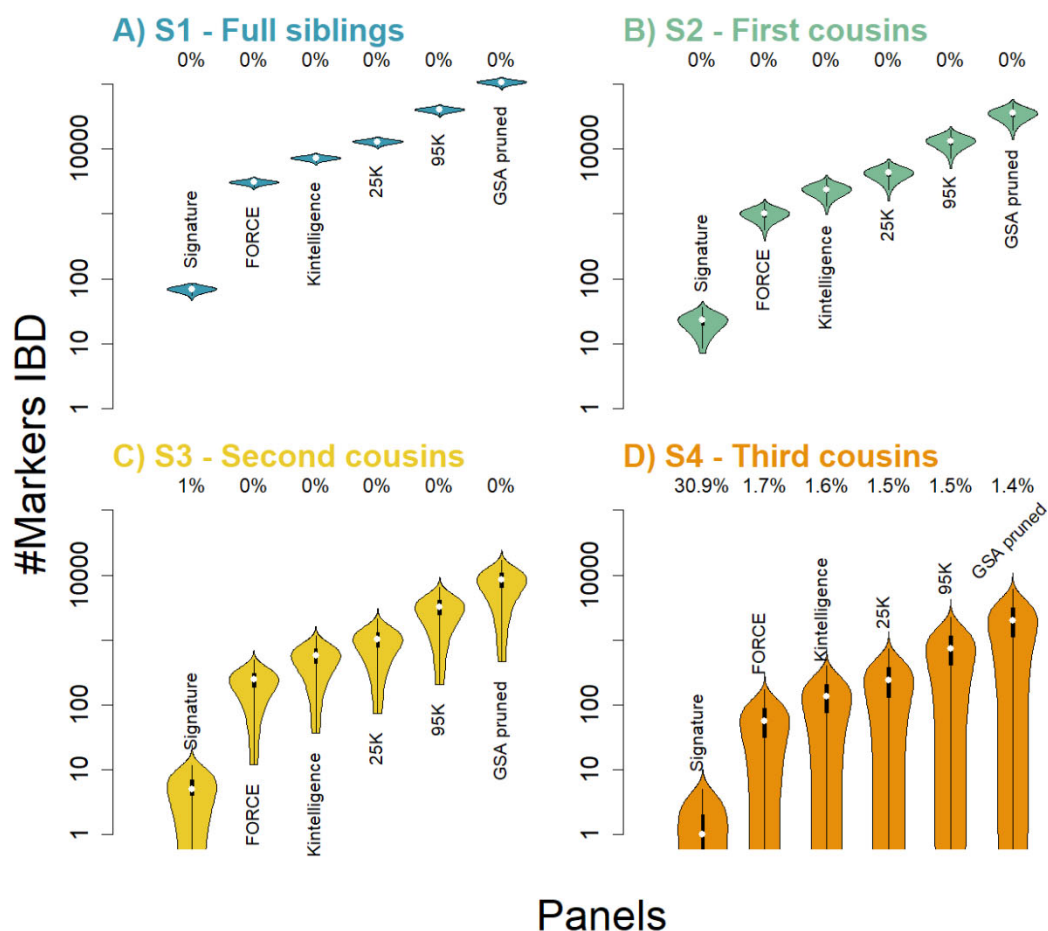 A) S1 - Full siblings
0% 0% 0% 0% 0% 0%
10000
100
10
1
Signature
FORCE
Kintelligence
25K
95K
GSA pruned
B) S2 - First cousins
0% 0% 0% 0% 0% 0%
10000
100
10
1
Signature
FORCE
Kintelligence
25K
95K
GSA pruned
#Markers IBD
C) S3 - Second cousins
1% 0% 0% 0% 0% 0%
10000
100
10
1
Signature
FORCE
Kintelligence
25K
95K
GSA pruned
D) S4 - Third cousins
30.9% 1.7% 1.6% 1.5% 1.5% 1.4%
10000
100
10
1
Signature
FORCE
Kintelligence
25K
95K
GSA pruned
Panels